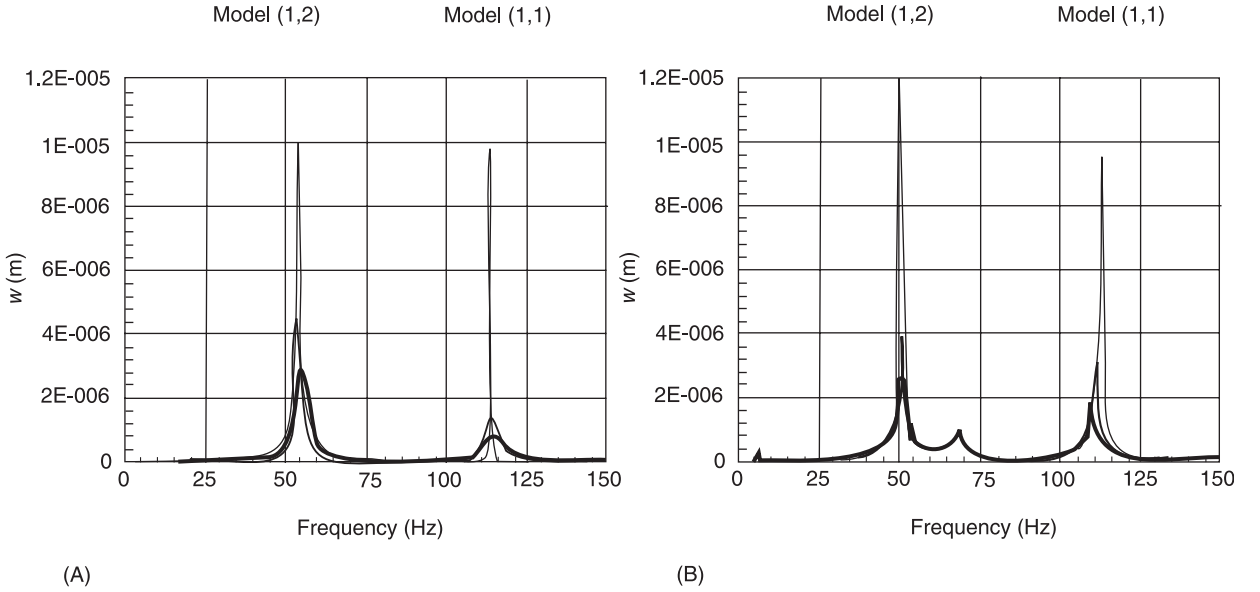 Model (1,2)
Model (1,1)
1.2E-005
1E-005
8E-006
6E-006
4E-006
2E-006
0
w (m)
0
25
50
75
100
125
150
Frequency (Hz)
(A)
Model (1,2)
Model (1,1)
1.2E-005
1E-005
8E-006
6E-006
4E-006
2E-006
0
w (m)
0
25
50
75
100
125
150
Frequency (Hz)
(B)